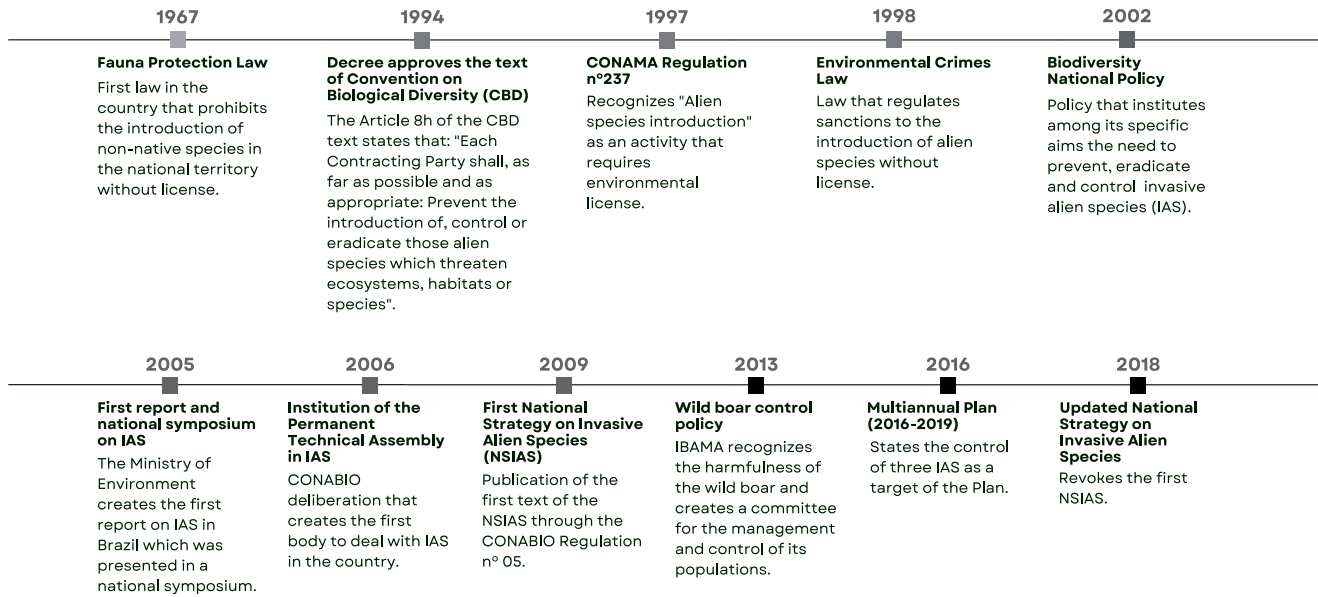 1967
Fauna Protection Law
First law in the
country that prohibits
the introduction of
non-native species in
the national territory
without license.
1994
Decree approves the text
of Convention on
Biological Diversity (CBD)
The Article 8h of the CBD
text states that: "Each
Contracting Party shall, as
far as possible and as
appropriate: Prevent the
introduction of, control or
eradicate those alien
species which threaten
ecosystems, habitats or
species".
1997
CONAMA Regulation
nº237
Recognizes "Alien
species introduction"
as an activity that
requires
environmental
license.
1998
Environmental Crimes
Law
Law that regulates
sanctions to the
introduction of alien
species without
license.
2002
Biodiversity
National Policy
Policy that institutes
among its specific
aims the need to
prevent, eradicate
and control invasive
alien species (IAS).
2005
First report and
national symposium
on IAS
The Ministry of
Environment
creates the first
report on IAS in
Brazil which was
presented in a
national symposium.
2006
Institution of the
Permanent
Technical Assembly
in IAS
CONABIO
deliberation that
creates the first
body to deal with IAS
in the country.
2009
First National
Strategy on Invasive
Alien Species
(NSIAS)
Publication of the
first text of the
NSIAS through the
CONABIO Regulation
nº 05.
2013
Wild boar control
policy
IBAMA recognizes
the harmfulness of
the wild boar and
creates a committee
for the management
and control of its
populations.
2016
Multiannual Plan
(2016-2019)
States the control
of three IAS as a
target of the Plan.
2018
Updated National
Strategy on
Invasive Alien
Species
Revokes the first
NSIAS.